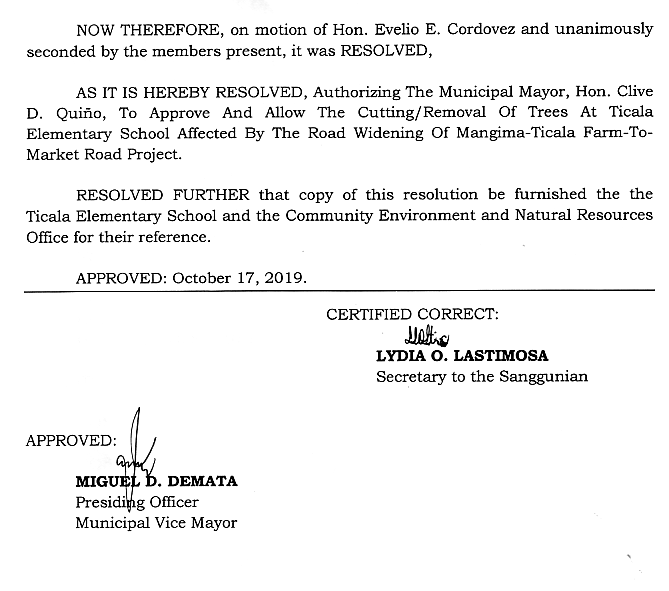 NOW THEREFORE, on motion of Hon. Evelio E. Cordovez and unanimously
seconded by the members present, it was RESOLVED,
AS IT IS HEREBY RESOLVED, Authorizing The Municipal Mayor, Hon. Clive
D. Quiño, To Approve And Allow The Cutting/Removal Of Trees At Ticala
Elementary School Affected By The Road Widening Of Mangima-Ticala Farm-To-
Market Road Project.
RESOLVED FURTHER that copy of this resolution be furnished the the
Ticala Elementary School and the Community Environment and Natural Resources
Office for their reference.
APPROVED: October 17, 2019.
CERTIFIED CORRECT:
LYDIA O. LASTIMOSA
Secretary to the Sanggunian
APPROVED:
MIGUEL D. DEMATA
Presiding Officer
Municipal Vice Mayor